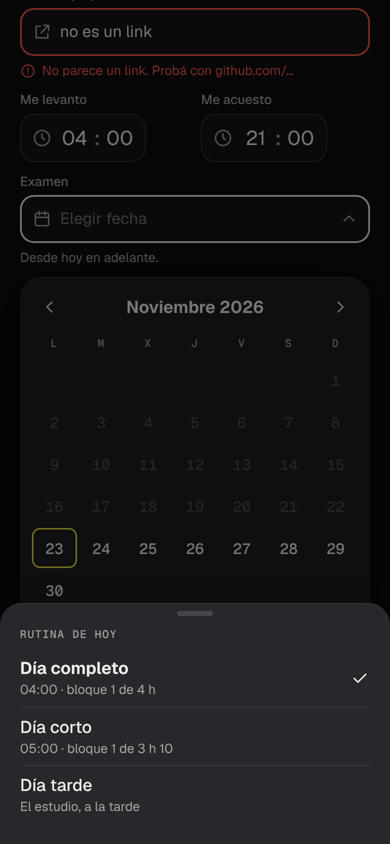 no es un link
No parece un link. Probá con github.com/...
Me levanto Me acuesto
04 : 00 21 : 00
Examen
Elegir fecha
Desde hoy en adelante.
Noviembre 2026
L M X J V S D
1
2 3 4 5 6 7 8
9 10 11 12 13 14 15
16 17 18 19 20 21 22
23 24 25 26 27 28 29
30
RUTINA DE HOY
Día completo
04:00 · bloque 1 de 4 h
Día corto
05:00 · bloque 1 de 3 h 10
Día tarde
El estudio, a la tarde